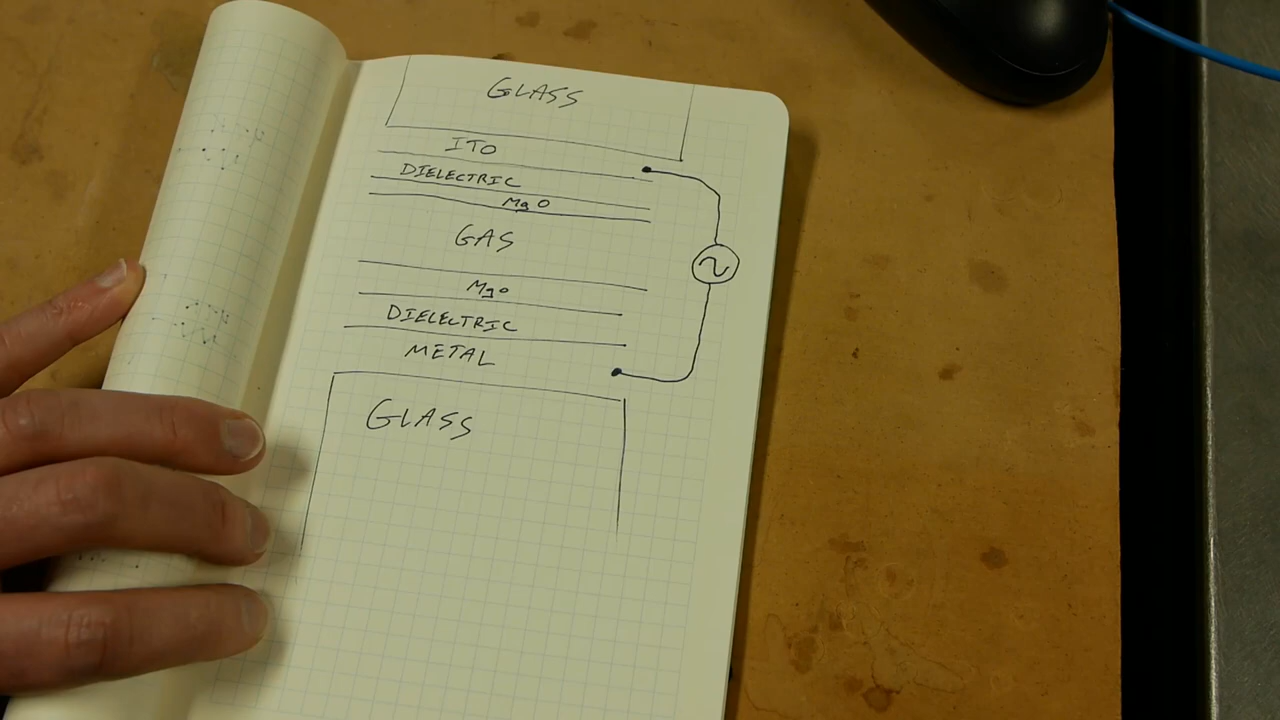 GLASS
ITO
DIELECTRIC
MgO
GAS
MgO
DIELECTRIC
METAL
GLASS